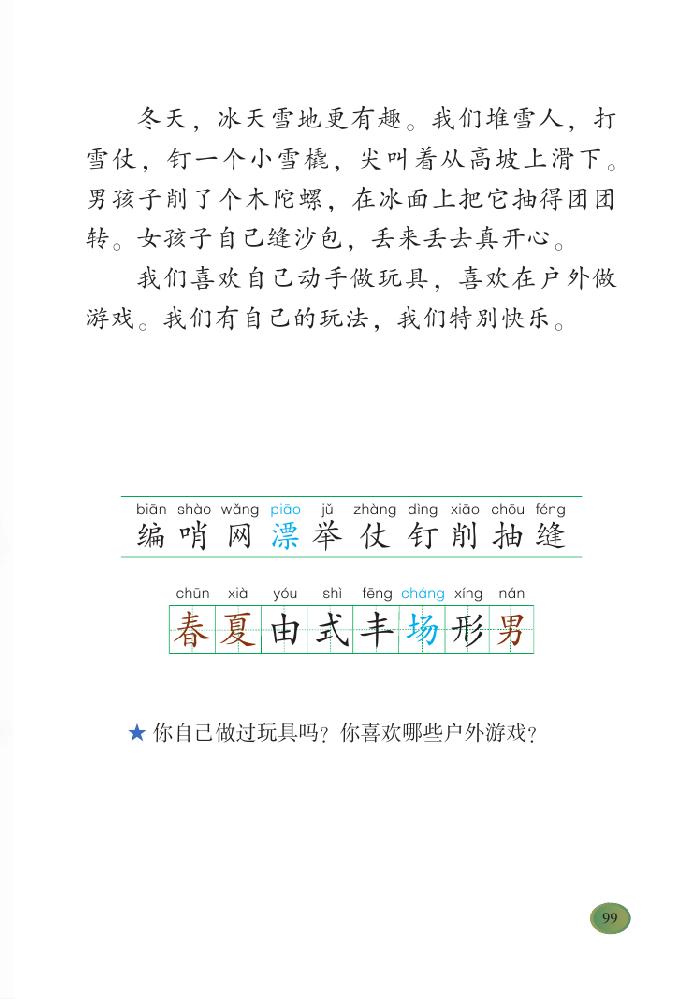 冬天，冰天雪地更有趣。我们堆雪人，打
雪仗，钉一个小雪橇，尖叫着从高坡上滑下。
男孩子削了个木陀螺，在冰面上把它抽得团团
转。女孩子自己缝沙包，丢来丢去真开心。
我们喜欢自己动手做玩具，喜欢在户外做
游戏。我们有自己的玩法，我们特别快乐。
biān shào wǎng piāo jǔ zhàng dìng xiāo chōu féng
编 哨 网 漂 举 仗 钉 削 抽 缝
chūn xià yóu shì fēng cháng xíng nán
春 夏 由 式 丰 场 形 男
★ 你自己做过玩具吗？你喜欢哪些户外游戏？
99